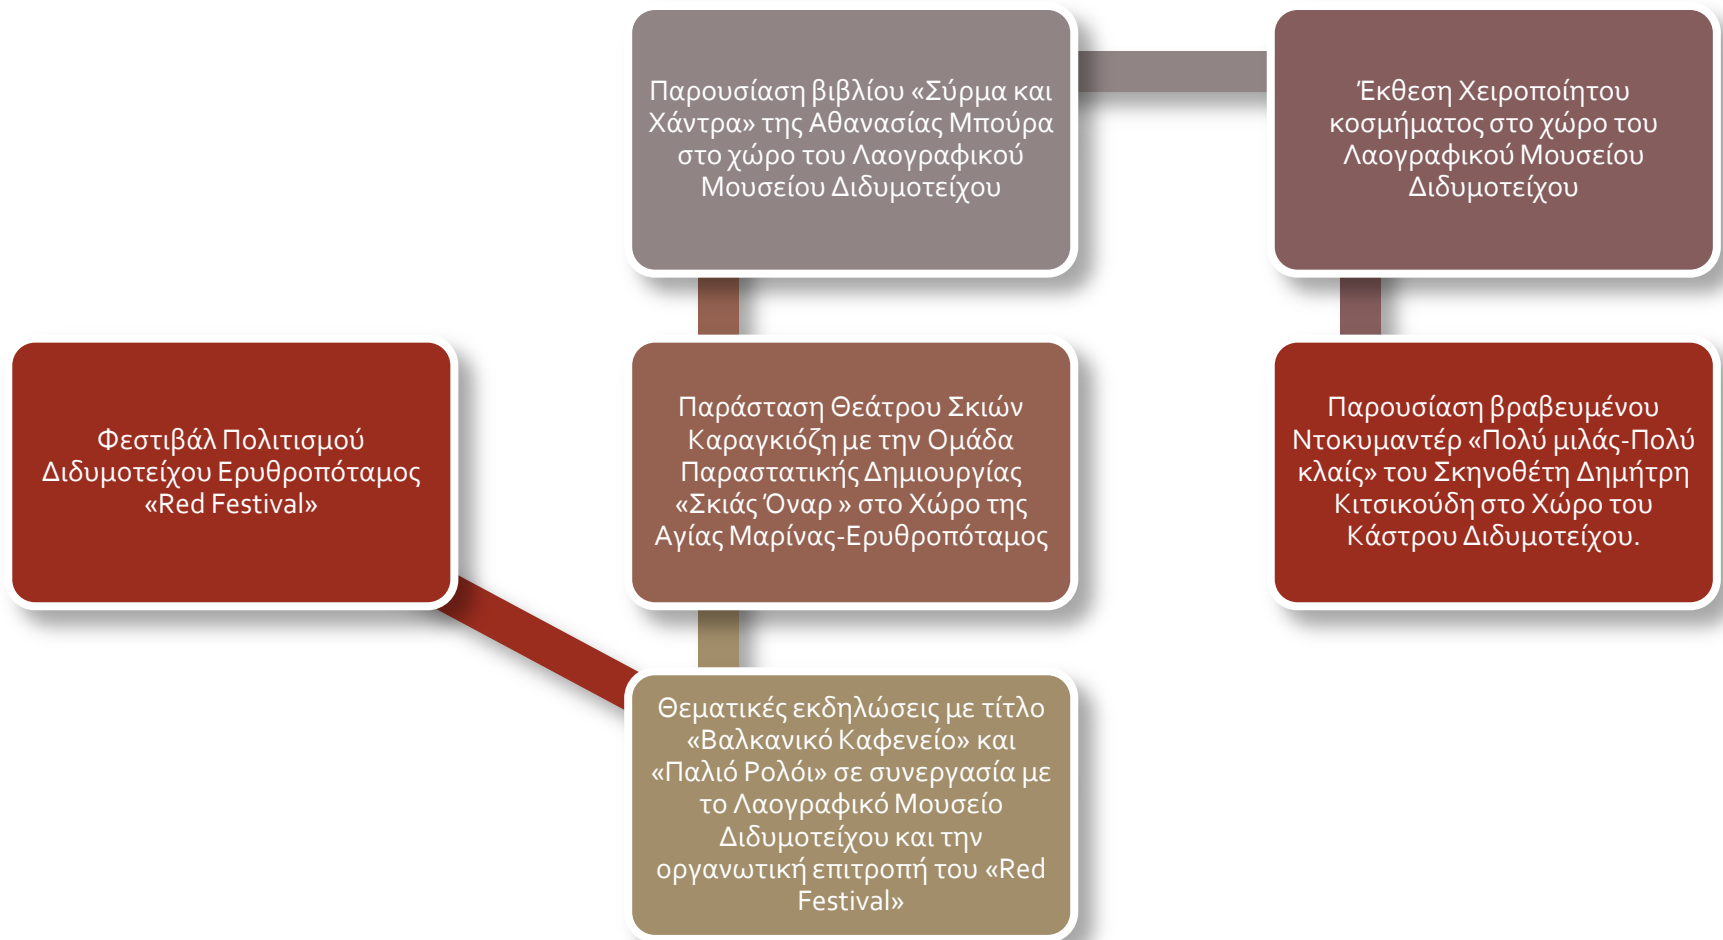 Φεστιβάλ Πολιτισμού
Διδυμοτείχου Ερυθροπόταμος
«Red Festival»
Θεματικές εκδηλώσεις με τίτλο
«Βαλκανικό Καφενείο» και
«Παλιό Ρολόι» σε συνεργασία με
το Λαογραφικό Μουσείο
Διδυμοτείχου και την
οργανωτική επιτροπή του «Red
Festival»
Παράσταση Θεάτρου Σκιών
Καραγκιόζη με την Ομάδα
Παραστατικής Δημιουργίας
«Σκιάς Όναρ » στο Χώρο της
Αγίας Μαρίνας-Ερυθροπόταμος
Παρουσίαση βιβλίου «Σύρμα και
Χάντρα» της Αθανασίας Μπούρα
στο χώρο του Λαογραφικού
Μουσείου Διδυμοτείχου
Έκθεση Χειροποίητου
κοσμήματος στο χώρο του
Λαογραφικού Μουσείου
Διδυμοτείχου
Παρουσίαση βραβευμένου
Ντοκυμαντέρ «Πολύ μιλάς-Πολύ
κλαίς» του Σκηνοθέτη Δημήτρη
Κιτσικούδη στο Χώρο του
Κάστρου Διδυμοτείχου.